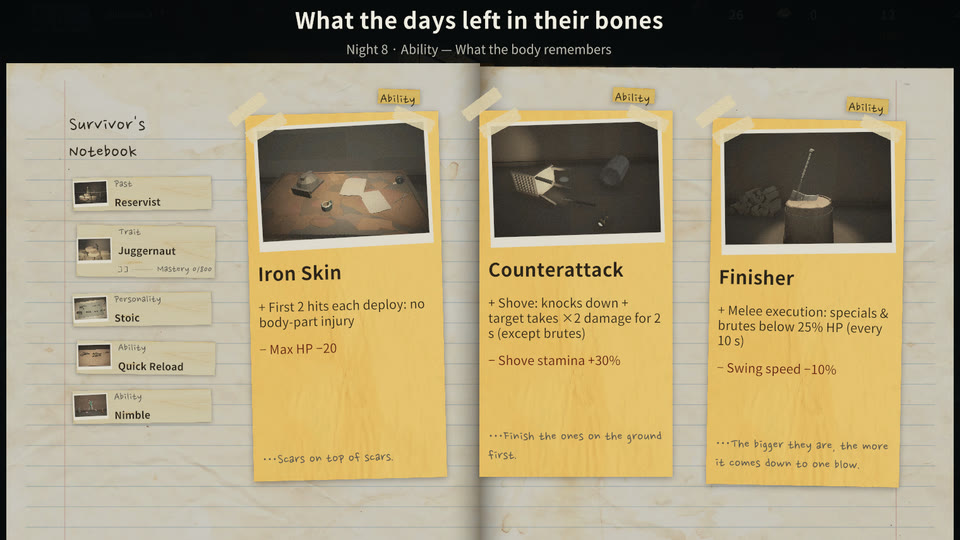 What the days left in their bones
Night 8 · Ability — What the body remembers
Survivor's
Notebook
Past
Reservist
Trait
Juggernaut
Mastery 0/800
Personality
Stoic
Ability
Quick Reload
Ability
Nimble
Ability
Iron Skin
+ First 2 hits each deploy: no
body-part injury
− Max HP −20
...Scars on top of scars.
Ability
Counterattack
+ Shove: knocks down +
target takes ×2 damage for 2
s (except brutes)
− Shove stamina +30%
...Finish the ones on the ground
first.
Ability
Finisher
+ Melee execution: specials &
brutes below 25% HP (every
10 s)
− Swing speed −10%
...The bigger they are, the more
it comes down to one blow.